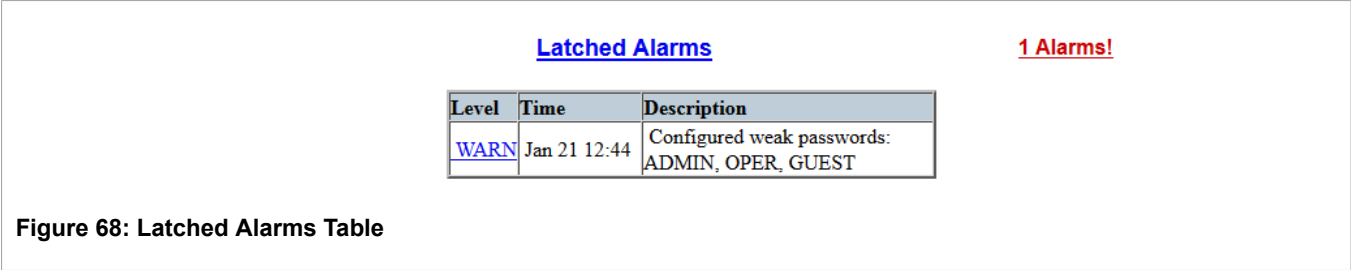 Latched Alarms 1 Alarms!
Level Time Description
WARN Jan 21 12:44 Configured weak passwords:
ADMIN, OPER, GUEST
Figure 68: Latched Alarms Table